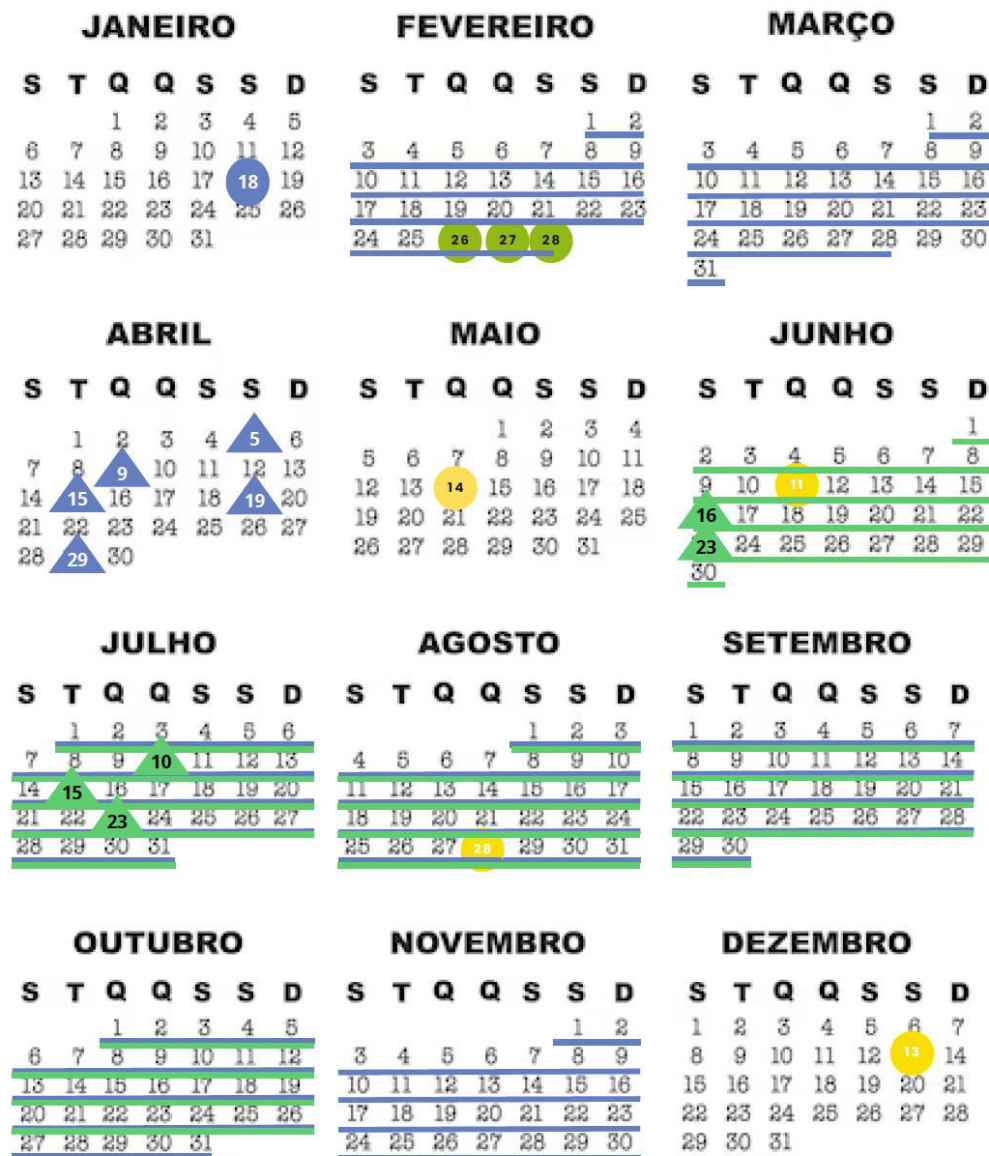 JANEIRO
S T Q Q S S D
1 2 3 4 5
6 7 8 9 10 11 12
13 14 15 16 17 18 19
20 21 22 23 24 25 26
27 28 29 30 31
FEVEREIRO
S T Q Q S S D
1 2
3 4 5 6 7 8 9
10 11 12 13 14 15 16
17 18 19 20 21 22 23
24 25 26 27 28
MARÇO
S T Q Q S S D
1 2
3 4 5 6 7 8 9
10 11 12 13 14 15 16
17 18 19 20 21 22 23
24 25 26 27 28 29 30
31
ABRIL
S T Q Q S S D
1 2 3 4 5 6
7 8 9 10 11 12 13
14 15 16 17 18 19 20
21 22 23 24 25 26 27
28 29 30
MAIO
S T Q Q S S D
1 2 3 4
5 6 7 8 9 10 11
12 13 14 15 16 17 18
19 20 21 22 23 24 25
26 27 28 29 30 31
JUNHO
S T Q Q S S D
1
2 3 4 5 6 7 8
9 10 11 12 13 14 15
16 17 18 19 20 21 22
23 24 25 26 27 28 29
30
JULHO
S T Q Q S S D
1 2 3 4 5 6
7 8 9 10 11 12 13
14 15 16 17 18 19 20
21 22 23 24 25 26 27
28 29 30 31
AGOSTO
S T Q Q S S D
1 2 3
4 5 6 7 8 9 10
11 12 13 14 15 16 17
18 19 20 21 22 23 24
25 26 27 28 29 30 31
SETEMBRO
S T Q Q S S D
1 2 3 4 5 6 7
8 9 10 11 12 13 14
15 16 17 18 19 20 21
22 23 24 25 26 27 28
29 30
OUTUBRO
S T Q Q S S D
1 2 3 4 5
6 7 8 9 10 11 12
13 14 15 16 17 18 19
20 21 22 23 24 25 26
27 28 29 30 31
NOVEMBRO
S T Q Q S S D
1 2
3 4 5 6 7 8 9
10 11 12 13 14 15 16
17 18 19 20 21 22 23
24 25 26 27 28 29 30
DEZEMBRO
S T Q Q S S D
1 2 3 4 5 6 7
8 9 10 11 12 13 14
15 16 17 18 19 20 21
22 23 24 25 26 27 28
29 30 31